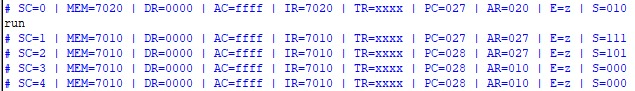 # SC=0 | MEM=7020 | DR=0000 | AC=ffff | IR=7020 | TR=xxxx | PC=027 | AR=020 | E=z | S=010
run
# SC=1 | MEM=7010 | DR=0000 | AC=ffff | IR=7020 | TR=xxxx | PC=027 | AR=027 | E=z | S=111
# SC=2 | MEM=7010 | DR=0000 | AC=ffff | IR=7010 | TR=xxxx | PC=028 | AR=027 | E=z | S=101
# SC=3 | MEM=7010 | DR=0000 | AC=ffff | IR=7010 | TR=xxxx | PC=028 | AR=010 | E=z | S=000
# SC=4 | MEM=7010 | DR=0000 | AC=ffff | IR=7010 | TR=xxxx | PC=028 | AR=010 | E=z | S=000